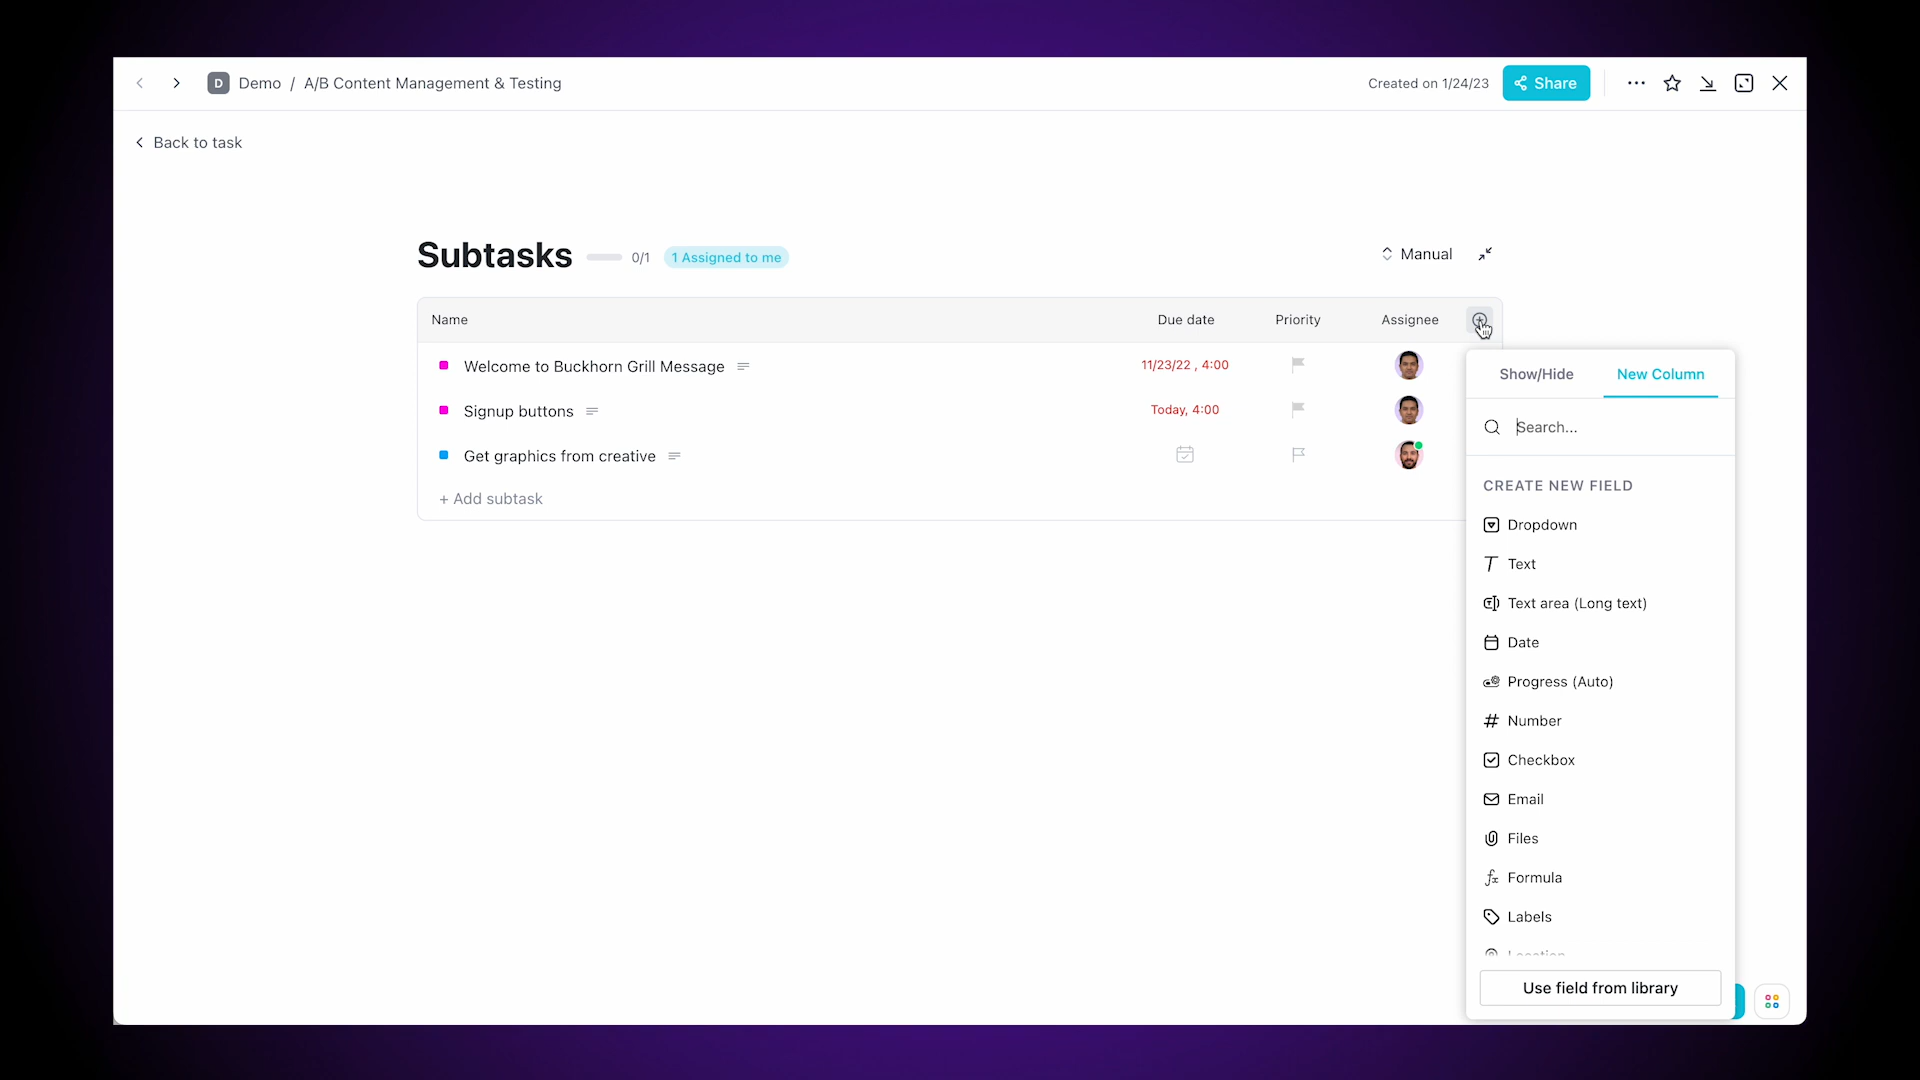 D Demo / A/B Content Management & Testing
Created on 1/24/23
Share
Back to task
Subtasks 0/1 1 Assigned to me
Manual
Name Due date Priority Assignee
Welcome to Buckhorn Grill Message 11/23/22 , 4:00
Signup buttons Today, 4:00
Get graphics from creative
+ Add subtask
Show/Hide New Column
Search...
CREATE NEW FIELD
Dropdown
Text
Text area (Long text)
Date
Progress (Auto)
Number
Checkbox
Email
Files
Formula
Labels
Location
Use field from library